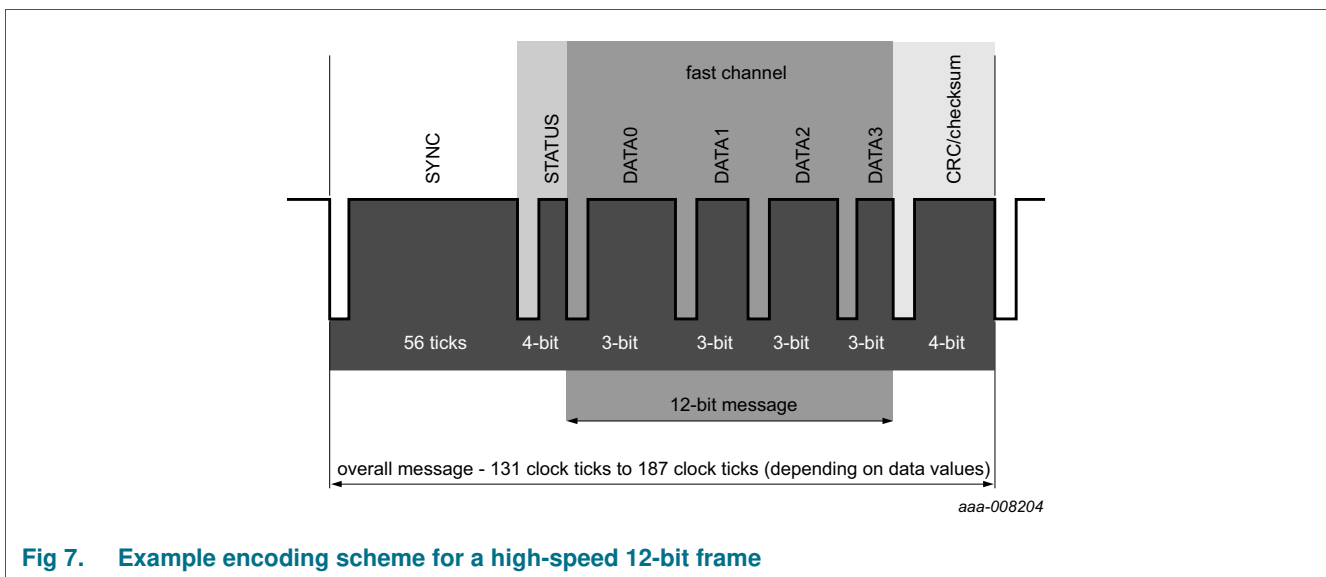 fast channel
SYNC
STATUS
DATA0
DATA1
DATA2
DATA3
CRC/checksum
56 ticks
4-bit
3-bit
3-bit
3-bit
3-bit
4-bit
12-bit message
overall message - 131 clock ticks to 187 clock ticks (depending on data values)
aaa-008204
Fig 7. Example encoding scheme for a high-speed 12-bit frame